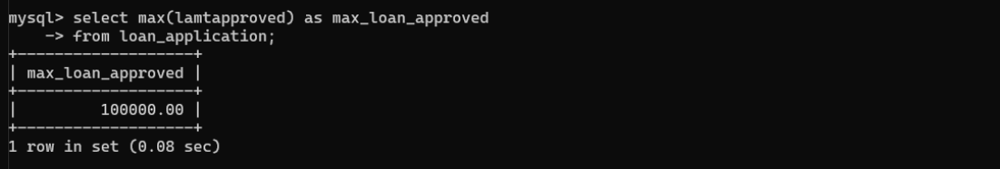 mysql> select max(lamtapproved) as max_loan_approved
    -> from loan_application;
+-------------------+
| max_loan_approved |
+-------------------+
|         100000.00 |
+-------------------+
1 row in set (0.08 sec)